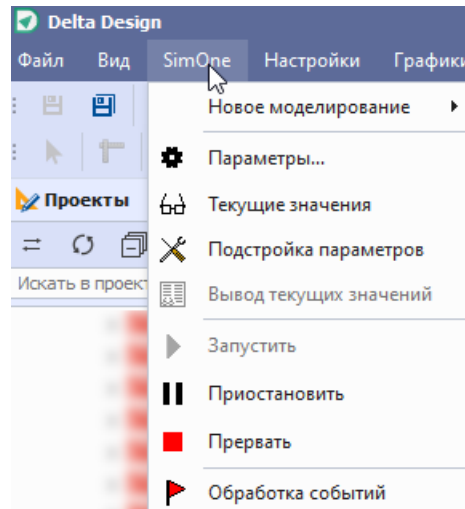 Delta Design
Файл Вид SimOne Настройки Графики
Новое моделирование
Параметры...
Проекты
Текущие значения
Подстройка параметров
Искать в проект
Вывод текущих значений
Запустить
Приостановить
Прервать
Обработка событий